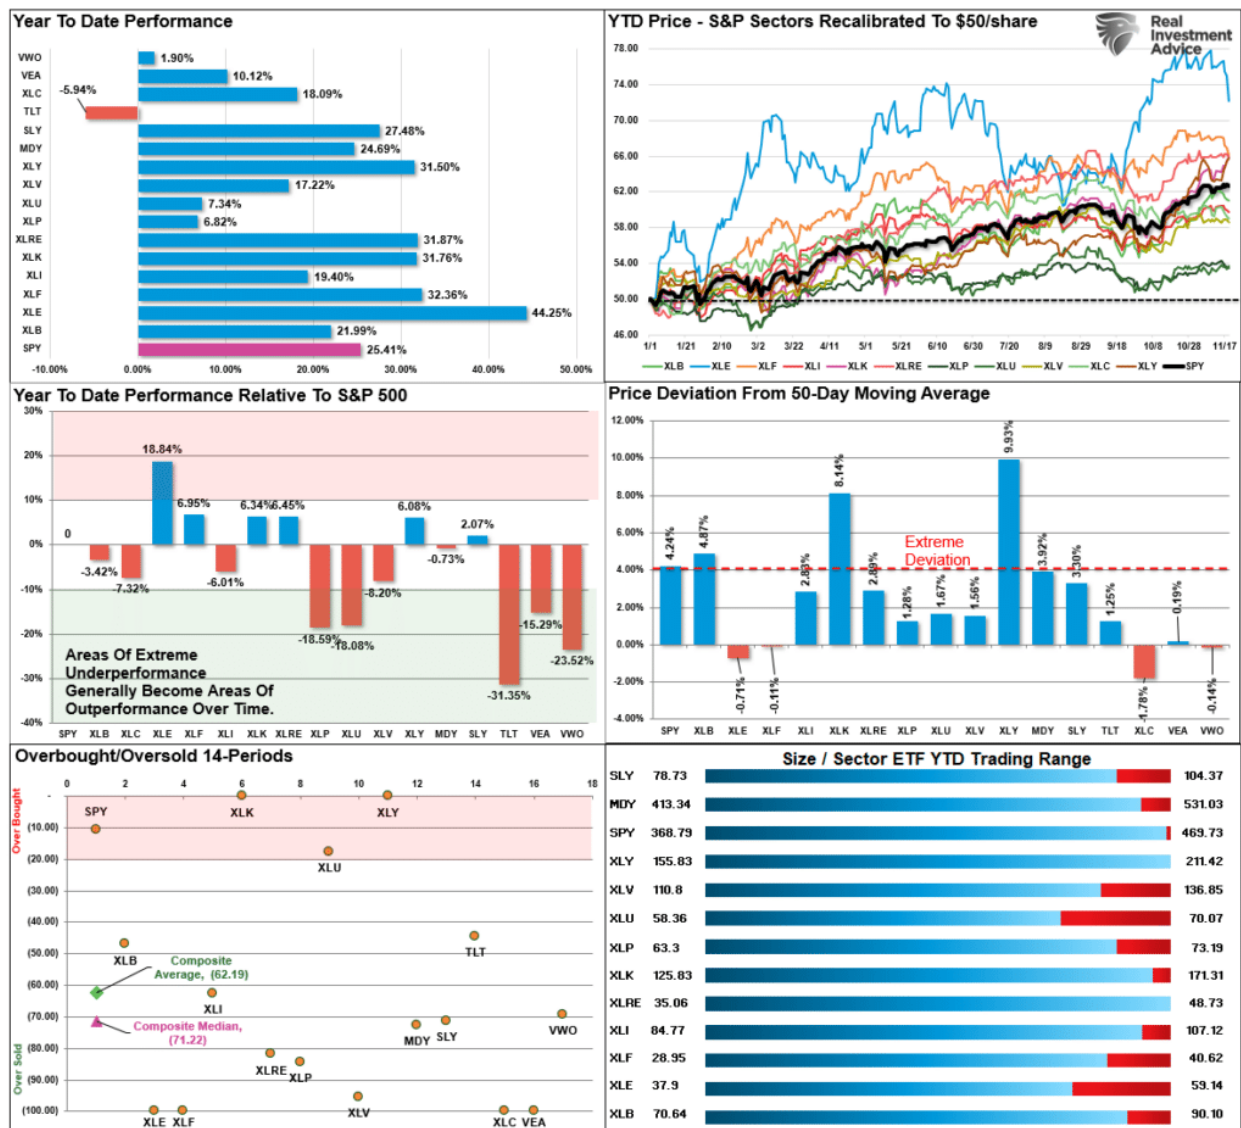 Year To Date Performance
VWO 1.90%
VEA 10.12%
XLC 18.09%
-5.94%
TLT
SLY 27.48%
MDY 24.69%
XLY 31.50%
XLV 17.22%
XLU 7.34%
XLP 6.82%
XLRE 31.87%
XLK 31.76%
XLI 19.40%
XLF 32.36%
XLE 44.25%
XLB 21.99%
SPY 25.41%
-10.00% 0.00% 10.00% 20.00% 30.00% 40.00% 50.00%
YTD Price - S&P Sectors Recalibrated To $50/share
Real
Investment
Advice
78.00
74.00
70.00
66.00
62.00
58.00
54.00
50.00
46.00
1/1 1/21 2/10 3/2 3/22 4/11 5/1 5/21 6/10 6/30 7/20 8/9 8/29 9/18 10/8 10/28 11/17
XLB XLE XLF XLI XLK XLRE XLP XLU XLV XLC XLY SPY
Year To Date Performance Relative To S&P 500
30%
20%
10%
0%
-10%
-20%
-30%
-40%
0
-3.42%
-7.32%
18.84%
6.95%
-6.01%
6.34%
6.45%
-18.59%
-18.08%
-8.20%
6.08%
-0.73%
2.07%
-31.35%
-15.29%
-23.52%
Areas Of Extreme
Underperformance
Generally Become Areas Of
Outperformance Over Time.
SPY XLB XLC XLE XLF XLI XLK XLRE XLP XLU XLV XLY MDY SLY TLT VEA VWO
Price Deviation From 50-Day Moving Average
12.00%
10.00%
8.00%
6.00%
4.00%
2.00%
0.00%
-2.00%
-4.00%
4.24%
4.87%
-0.71%
-0.11%
2.83%
8.14%
2.89%
1.28%
1.67%
1.56%
9.93%
3.92%
3.30%
1.25%
-1.78%
0.19%
-0.14%
Extreme
Deviation
SPY XLB XLE XLF XLI XLK XLRE XLP XLU XLV XLY MDY SLY TLT XLC VEA VWO
Overbought/Oversold 14-Periods
0 2 4 6 8 10 12 14 16 18
Over Bought
Over Sold
-
(10.00)
(20.00)
(30.00)
(40.00)
(50.00)
(60.00)
(70.00)
(80.00)
(90.00)
(100.00)
SPY
XLK
XLY
XLU
XLB
TLT
Composite
Average, (62.19)
XLI
Composite Median,
(71.22)
MDY
SLY
VWO
XLRE
XLP
XLV
XLE
XLF
XLC
VEA
Size / Sector ETF YTD Trading Range
SLY 78.73 104.37
MDY 413.34 531.03
SPY 368.79 469.73
XLY 155.83 211.42
XLV 110.8 136.85
XLU 58.36 70.07
XLP 63.3 73.19
XLK 125.83 171.31
XLRE 35.06 48.73
XLI 84.77 107.12
XLF 28.95 40.62
XLE 37.9 59.14
XLB 70.64 90.10